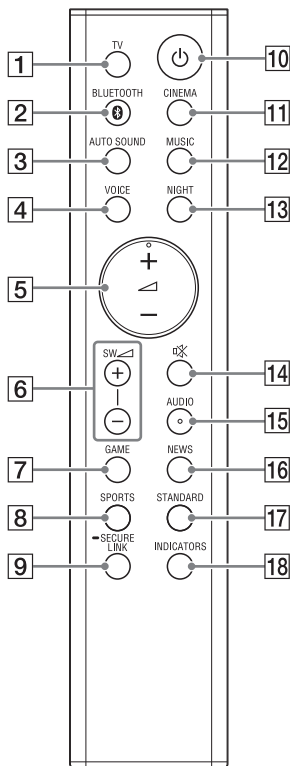 TV
1
10
BLUETOOTH
CINEMA
2
11
AUTO SOUND
MUSIC
3
12
VOICE
NIGHT
4
13
+
5
−
SW
+
14
6
AUDIO
−
15
GAME
NEWS
7
16
SPORTS
STANDARD
8
17
SECURE
LINK
INDICATORS
9
18